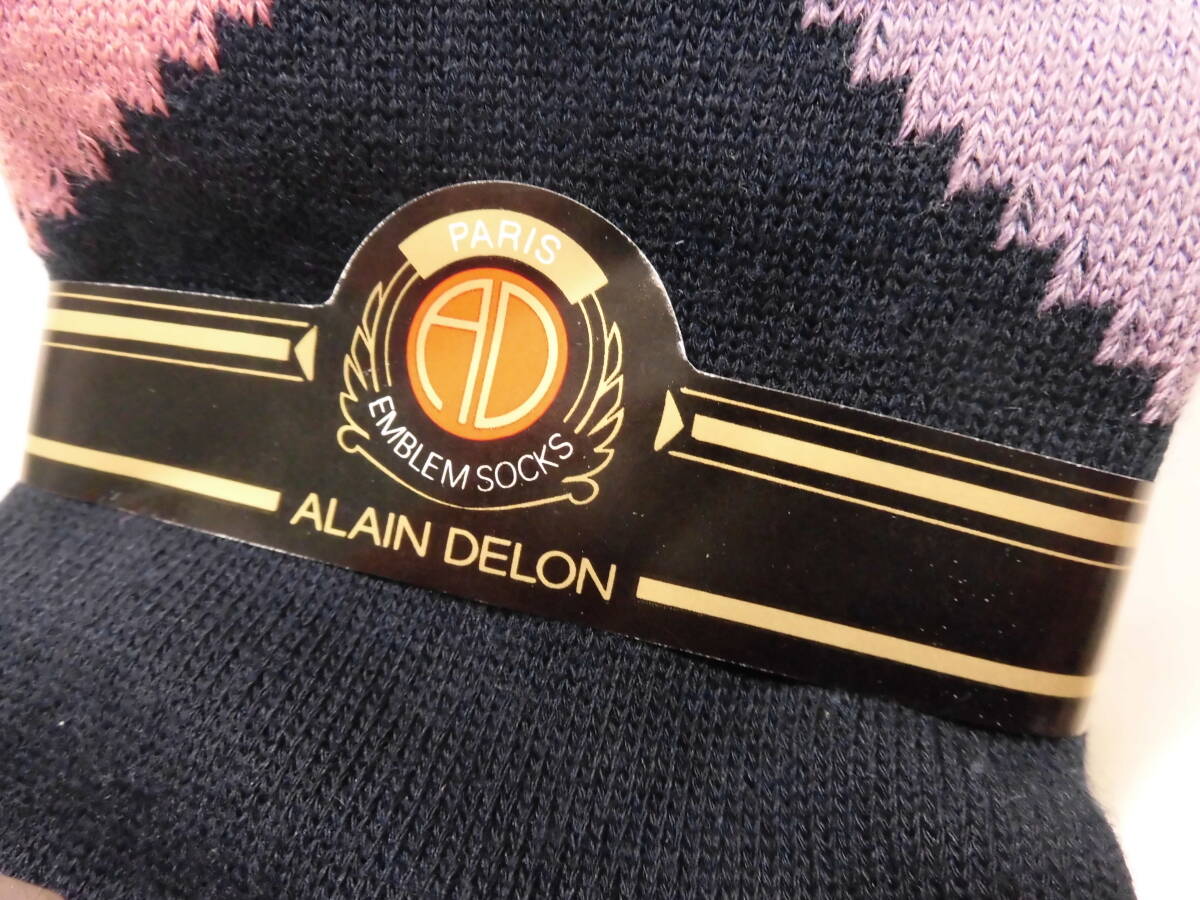 PARIS
AD
EMBLEM SOCKS
ALAIN DELON